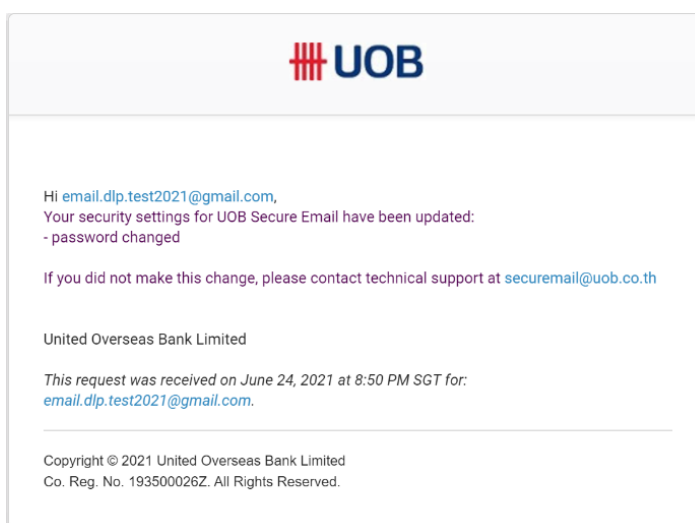 UOB
Hi email.dlp.test2021@gmail.com,
Your security settings for UOB Secure Email have been updated:
- password changed
If you did not make this change, please contact technical support at securemail@uob.co.th
United Overseas Bank Limited
This request was received on June 24, 2021 at 8:50 PM SGT for:
email.dlp.test2021@gmail.com.
Copyright © 2021 United Overseas Bank Limited
Co. Reg. No. 193500026Z. All Rights Reserved.